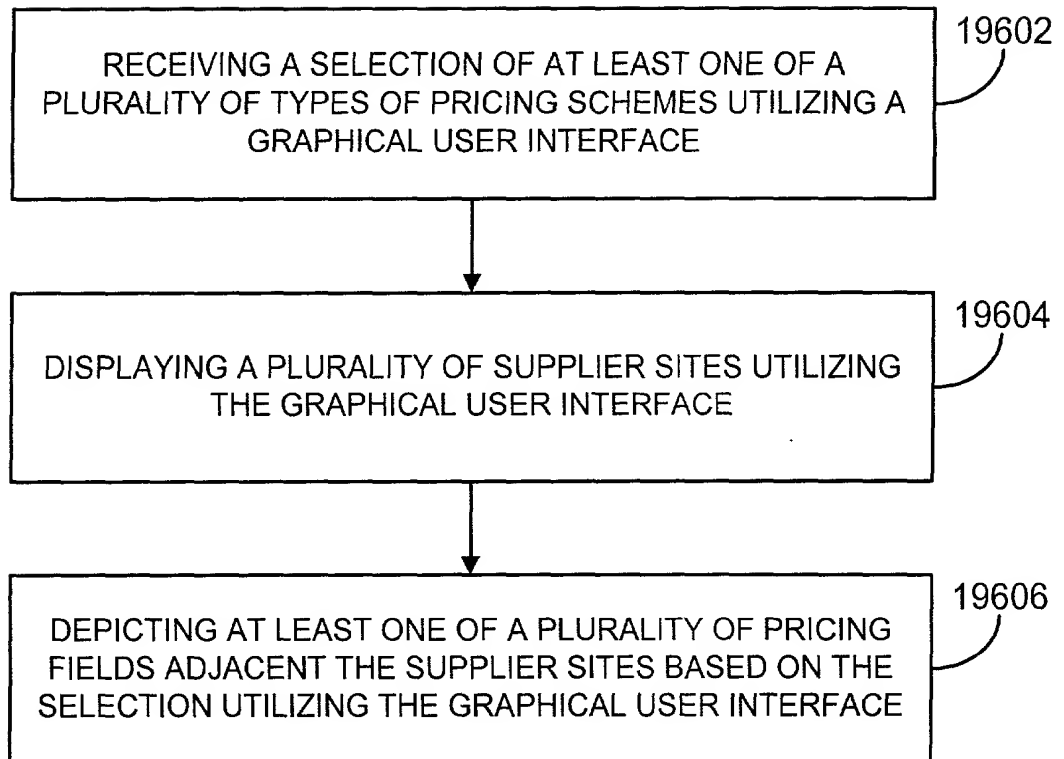 19602
RECEIVING A SELECTION OF AT LEAST ONE OF A
PLURALITY OF TYPES OF PRICING SCHEMES UTILIZING A
GRAPHICAL USER INTERFACE
19604
DISPLAYING A PLURALITY OF SUPPLIER SITES UTILIZING
THE GRAPHICAL USER INTERFACE
19606
DEPICTING AT LEAST ONE OF A PLURALITY OF PRICING
FIELDS ADJACENT THE SUPPLIER SITES BASED ON THE
SELECTION UTILIZING THE GRAPHICAL USER INTERFACE